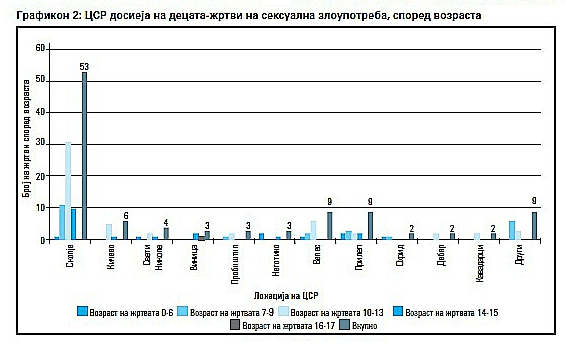 Графикон 2: ЦСР досиеја на децата-жртви на сексуална злоупотреба, според возраста
Број на жртви според возраста
60
50
40
30
20
10
0
53
6
4
3
3
3
9
9
2
2
2
9
Скопје
Кичево
Свети Николе
Виница
Пробиштип
Неготино
Велес
Прилеп
Охрид
Дебар
Кавадарци
Други
Локација на ЦСР
Возраст на жртвата 0-6 Возраст на жртвата 7-9 Возраст на жртвата 10-13 Возраст на жртвата 14-15
Возраст на жртвата 16-17 Вкупно